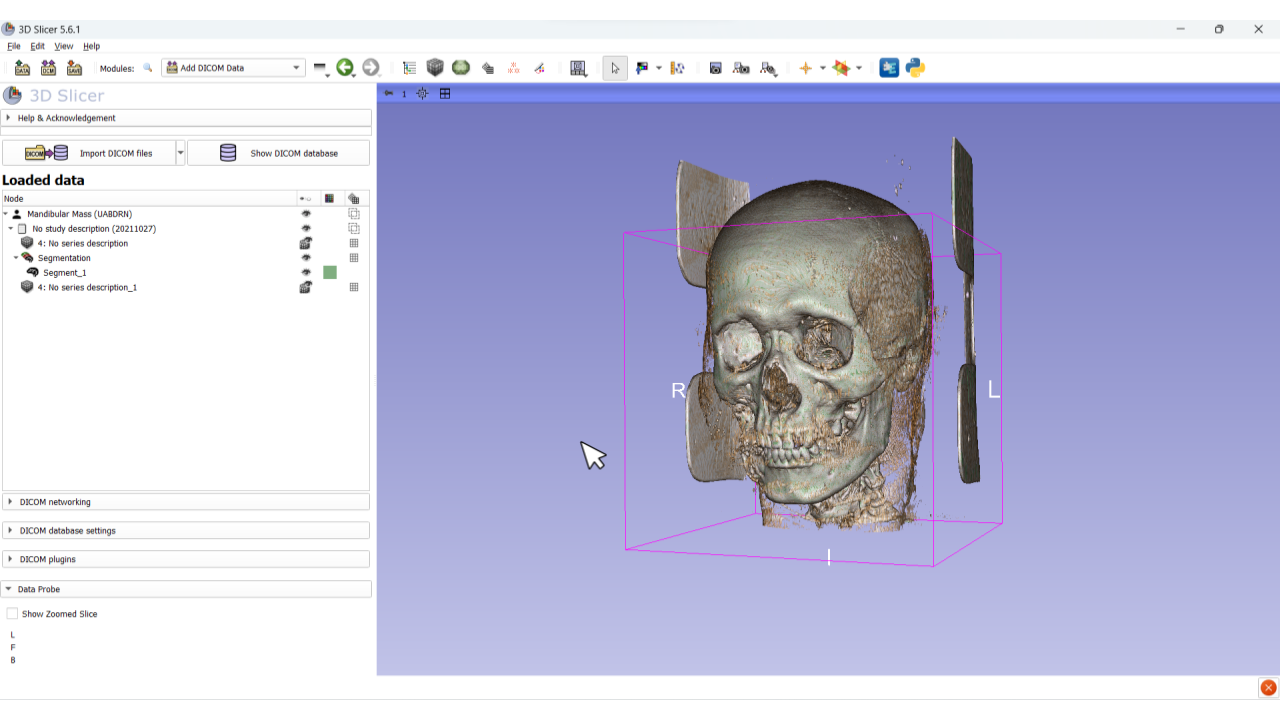 3D Slicer 5.6.1
File Edit View Help
DATA DCM SAVE Modules: Add DICOM Data
1
3D Slicer
Help & Acknowledgement
DICOM Import DICOM files Show DICOM database
Loaded data
Node
Mandibular Mass (UABDRN)
No study description (20211027)
4: No series description
Segmentation
Segment_1
4: No series description_1
R L
I
DICOM networking
DICOM database settings
DICOM plugins
Data Probe
Show Zoomed Slice
L
F
B